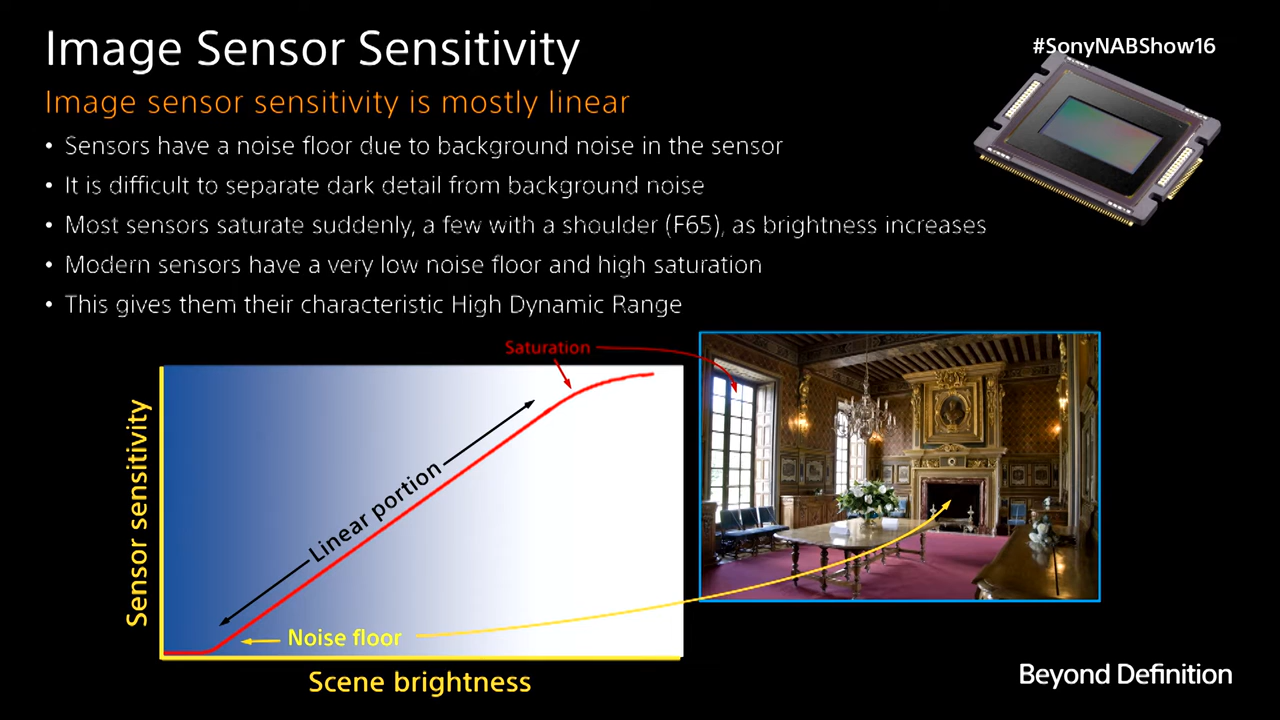 Image Sensor Sensitivity
#SonyNABShow16
Image sensor sensitivity is mostly linear
• Sensors have a noise floor due to background noise in the sensor
• It is difficult to separate dark detail from background noise
• Most sensors saturate suddenly, a few with a shoulder (F65), as brightness increases
• Modern sensors have a very low noise floor and high saturation
• This gives them their characteristic High Dynamic Range
Saturation
Sensor sensitivity
Linear portion
Noise floor
Scene brightness
Beyond Definition